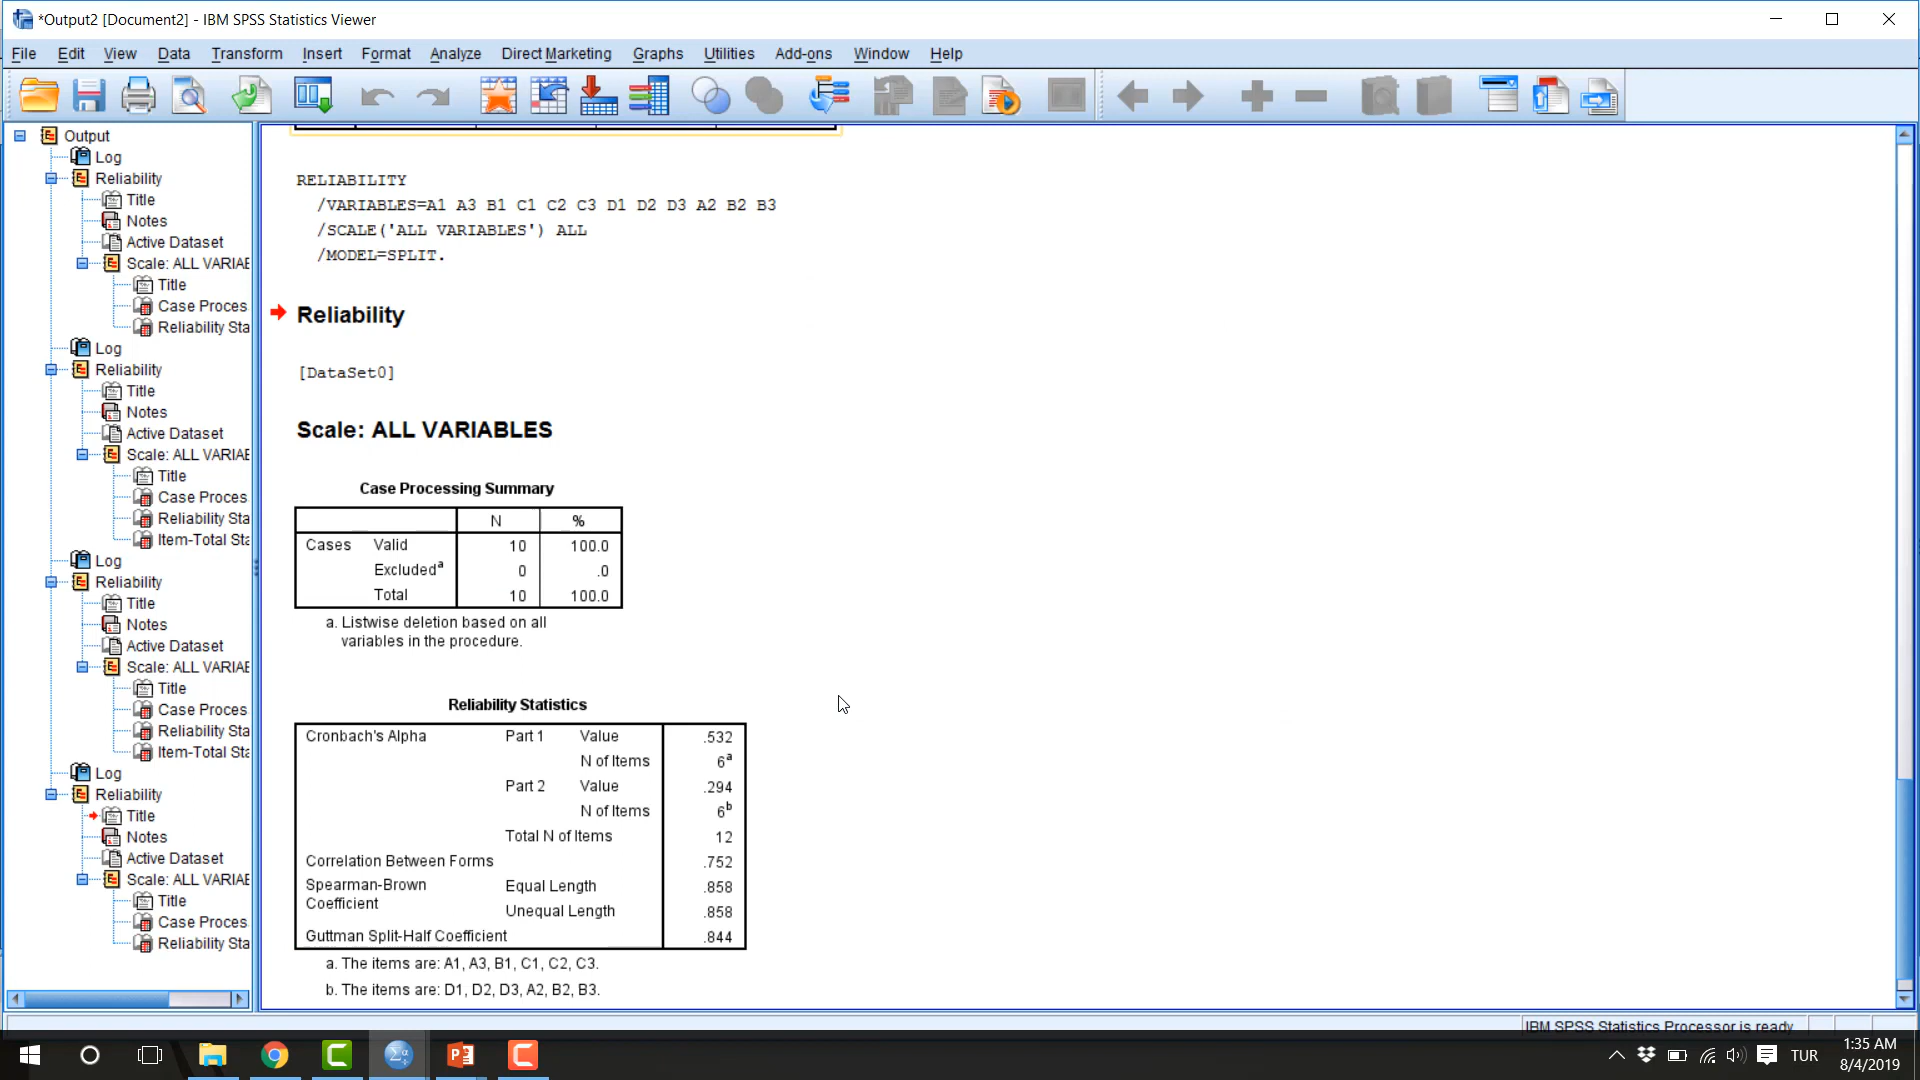 *Output2 [Document2] - IBM SPSS Statistics Viewer
File Edit View Data Transform Insert Format Analyze Direct Marketing Graphs Utilities Add-ons Window Help
Output
Log
Reliability
Title
Notes
Active Dataset
Scale: ALL VARIAB
Title
Case Proces
Reliability Sta
Log
Reliability
Title
Notes
Active Dataset
Scale: ALL VARIAB
Title
Case Proces
Reliability Sta
Item-Total Sta
Log
Reliability
Title
Notes
Active Dataset
Scale: ALL VARIAB
Title
Case Proces
Reliability Sta
Item-Total Sta
Log
Reliability
Title
Notes
Active Dataset
Scale: ALL VARIAB
Title
Case Proces
Reliability Sta
RELIABILITY
/VARIABLES=A1 A3 B1 C1 C2 C3 D1 D2 D3 A2 B2 B3
/SCALE('ALL VARIABLES') ALL
/MODEL=SPLIT.
Reliability
[DataSet0]
Scale: ALL VARIABLES
Case Processing Summary
N %
Cases Valid 10 100.0
Excludedᵃ 0 .0
Total 10 100.0
a. Listwise deletion based on all
variables in the procedure.
Reliability Statistics
Cronbach's Alpha Part 1 Value .532
N of Items 6ᵃ
Part 2 Value .294
N of Items 6ᵇ
Total N of Items 12
Correlation Between Forms .752
Spearman-Brown Coefficient Equal Length .858
Unequal Length .858
Guttman Split-Half Coefficient .844
a. The items are: A1, A3, B1, C1, C2, C3.
b. The items are: D1, D2, D3, A2, B2, B3.
IBM SPSS Statistics Processor is ready
TUR
1:35 AM
8/4/2019